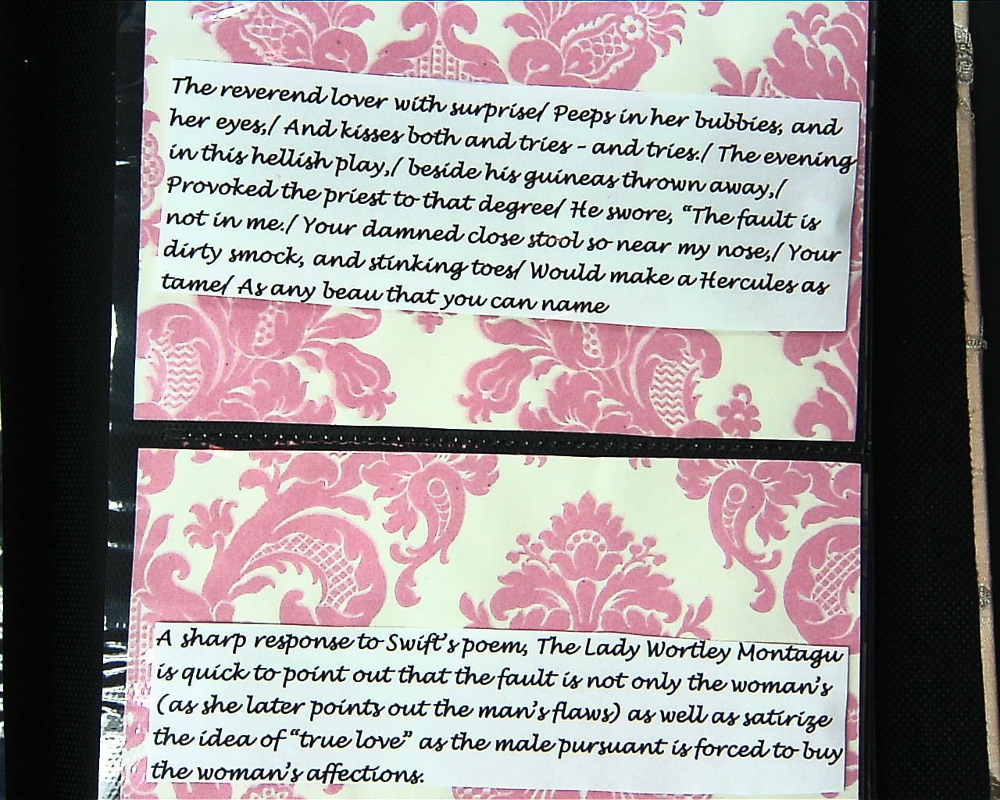 The reverend lover with surprise/ Peeps in her bubbies, and
her eyes,/ And kisses both and tries – and tries./ The evening
in this hellish play,/ beside his guineas thrown away,/
Provoked the priest to that degree/ He swore, “The fault is
not in me./ Your damned close stool so near my nose,/ Your
dirty smock, and stinking toes/ Would make a Hercules as
tame/ As any beau that you can name
A sharp response to Swift’s poem, The Lady Wortley Montagu
is quick to point out that the fault is not only the woman’s
(as she later points out the man’s flaws) as well as satirize
the idea of “true love” as the male pursuant is forced to buy
the woman’s affections.